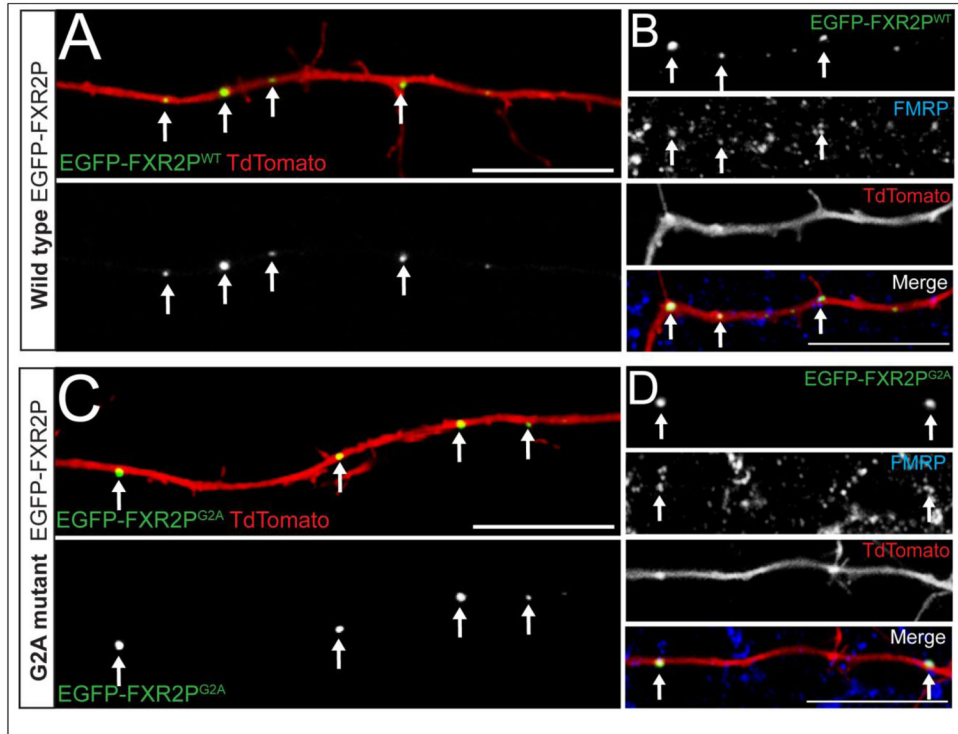 A
EGFP-FXR2P^WT TdTomato
Wild type EGFP-FXR2P
B
EGFP-FXR2P^WT
FMRP
TdTomato
Merge
C
EGFP-FXR2P^G2A TdTomato
EGFP-FXR2P^G2A
G2A mutant EGFP-FXR2P
D
EGFP-FXR2P^G2A
FMRP
TdTomato
Merge